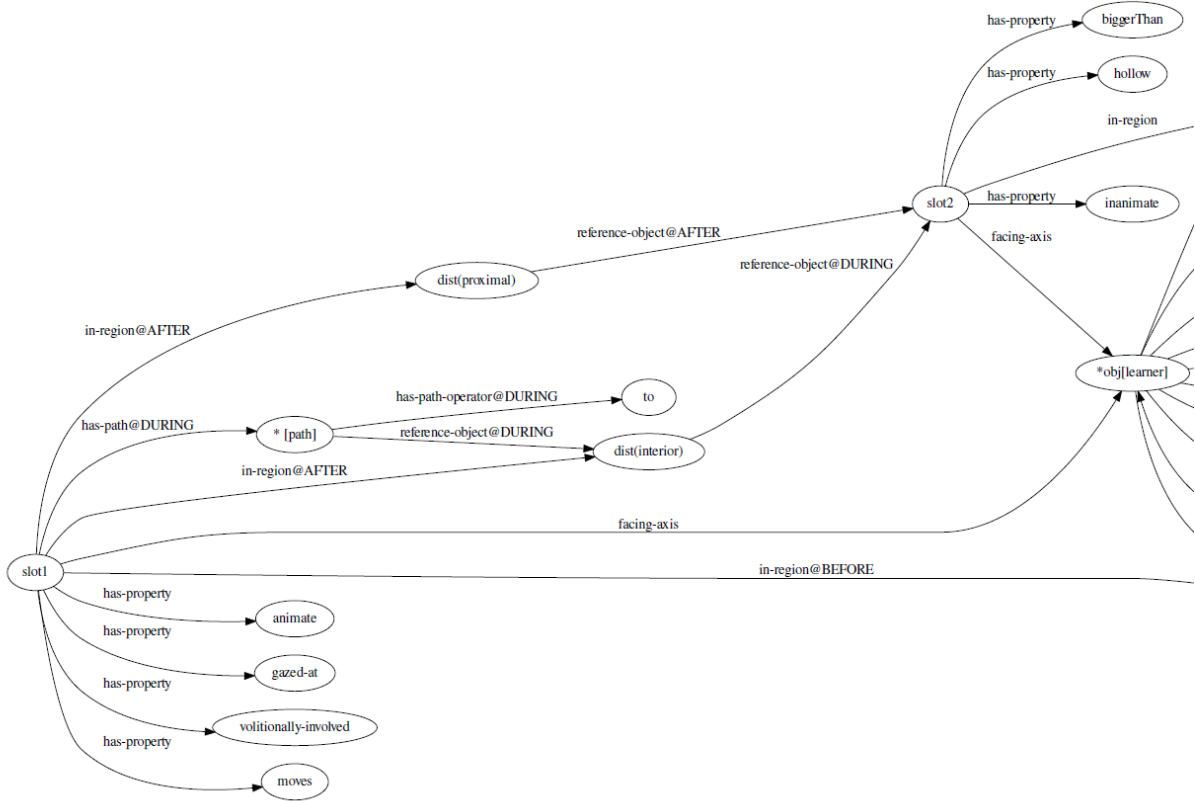 has-property
biggerThan
has-property
hollow
in-region
slot2
has-property
inanimate
reference-object@AFTER
facing-axis
reference-object@DURING
dist(proximal)
in-region@AFTER
*obj[learner]
has-path-operator@DURING
to
has-path@DURING
* [path]
reference-object@DURING
dist(interior)
in-region@AFTER
facing-axis
slot1
in-region@BEFORE
has-property
animate
has-property
gazed-at
has-property
volitionally-involved
has-property
moves